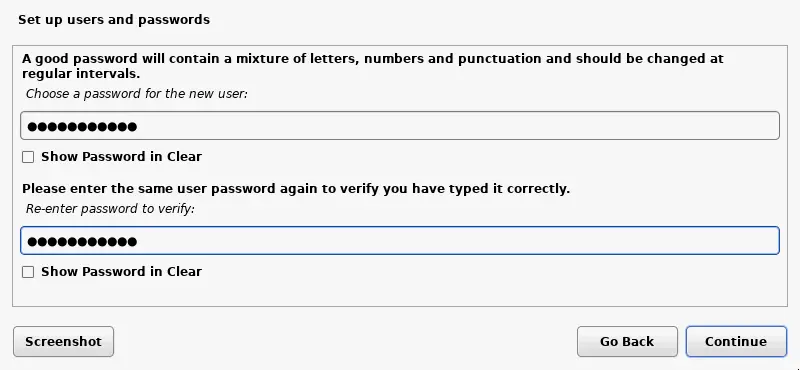 Set up users and passwords
A good password will contain a mixture of letters, numbers and punctuation and should be changed at
regular intervals.
Choose a password for the new user:
●●●●●●●●●●●
Show Password in Clear
Please enter the same user password again to verify you have typed it correctly.
Re-enter password to verify:
●●●●●●●●●●●
Show Password in Clear
Screenshot Go Back Continue